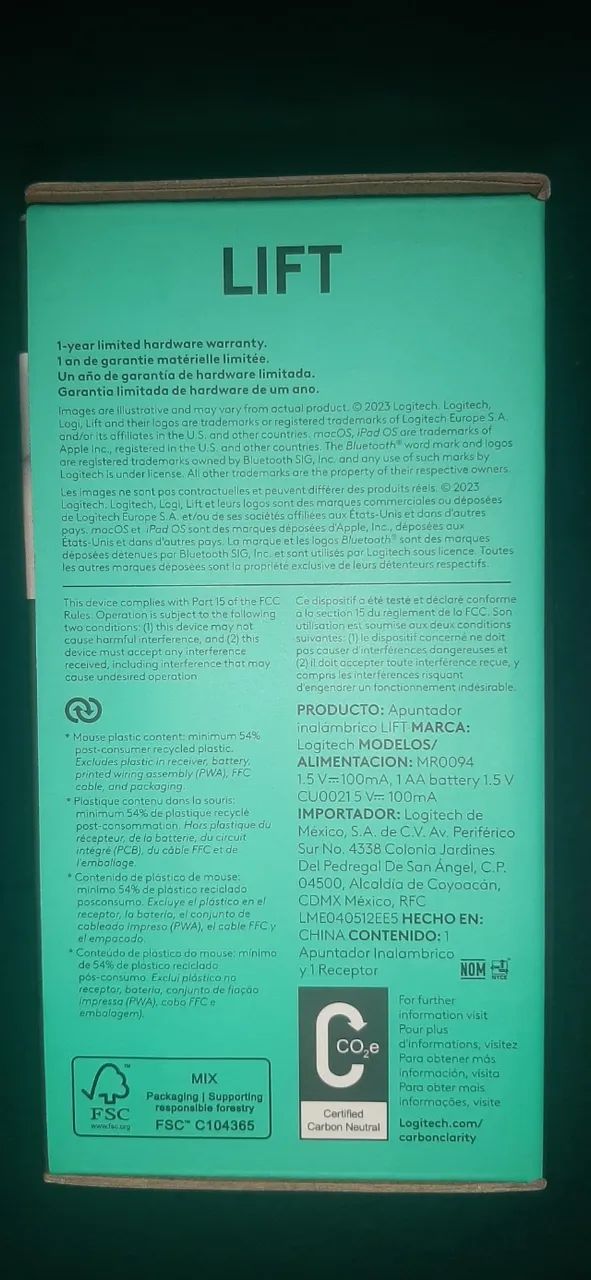 LIFT
1-year limited hardware warranty.
1 an de garantie matérielle limitée.
Un año de garantía de hardware limitada.
Garantia limitada de hardware de um ano.
Images are illustrative and may vary from actual product. © 2023 Logitech. Logitech,
Logi, Lift and their logos are trademarks or registered trademarks of Logitech Europe S.A.
and/or its affiliates in the U.S. and other countries. macOS, iPad OS are trademarks of
Apple Inc., registered in the U.S. and other countries. The Bluetooth® word mark and logos
are registered trademarks owned by Bluetooth SIG, Inc. and any use of such marks by
Logitech is under license. All other trademarks are the property of their respective owners.
Les images ne sont pas contractuelles et peuvent différer des produits réels. © 2023
Logitech. Logitech, Logi, Lift et leurs logos sont des marques commerciales ou déposées
de Logitech Europe S.A. et/ou de ses sociétés affiliées aux États-Unis et dans d'autres
pays. macOS et iPad OS sont des marques déposées d'Apple, Inc., déposées aux
États-Unis et dans d'autres pays. La marque et les logos Bluetooth® sont des marques
déposées détenues par Bluetooth SIG, Inc. et sont utilisés par Logitech sous licence. Toutes
les autres marques déposées sont la propriété exclusive de leurs détenteurs respectifs.
This device complies with Part 15 of the FCC
Rules. Operation is subject to the following
two conditions: (1) this device may not
cause harmful interference, and (2) this
device must accept any interference
received, including interference that may
cause undesired operation
* Mouse plastic content: minimum 54%
post-consumer recycled plastic.
Excludes plastic in receiver, battery,
printed wiring assembly (PWA), FFC
cable, and packaging.
* Plastique contenu dans la souris:
minimum 54% de plastique recyclé
post-consommation. Hors plastique du
récepteur, de la batterie, du circuit
intégré (PCB), du câble FFC et de
l'emballage.
* Contenido de plástico de mouse:
mínimo 54% de plástico reciclado
posconsumo. Excluye el plástico en el
receptor, la batería, el conjunto de
cableado impreso (PWA), el cable FFC y
el empacado.
* Conteúdo de plástico do mouse: mínimo
de 54% de plástico reciclado
pós-consumo. Exclui plástico no
receptor, bateria, conjunto de fiação
impressa (PWA), cabo FFC e
embalagem).
FSC
www.fsc.org
MIX
Packaging | Supporting
responsible forestry
FSC™ C104365
Ce dispositif a été testé et déclaré conforme
à la section 15 du règlement de la FCC. Son
utilisation est soumise aux deux conditions
suivantes: (1) le dispositif concerné ne doit
pas causer d'interférences dangereuses et
(2) il doit accepter toute interférence reçue, y
compris les interférences risquant
d'engendrer un fonctionnement indésirable.
PRODUCTO: Apuntador
inalámbrico LIFT MARCA:
Logitech MODELOS/
ALIMENTACION: MR0094
1.5 V⎓100mA, 1 AA battery 1.5 V
CU0021 5 V⎓ 100mA
IMPORTADOR: Logitech de
México, S.A. de C.V. Av. Periférico
Sur No. 4338 Colonia Jardines
Del Pedregal De San Ángel, C.P.
04500, Alcaldía de Coyoacán,
CDMX México, RFC
LME040512EE5 HECHO EN:
CHINA CONTENIDO: 1
Apuntador Inalambrico
y 1 Receptor
NOM NYCE
CO₂e
Certified
Carbon Neutral
For further
information visit
Pour plus
d'informations, visitez
Para obtener más
información, visita
Para obter mais
informações, visite
Logitech.com/
carbonclarity